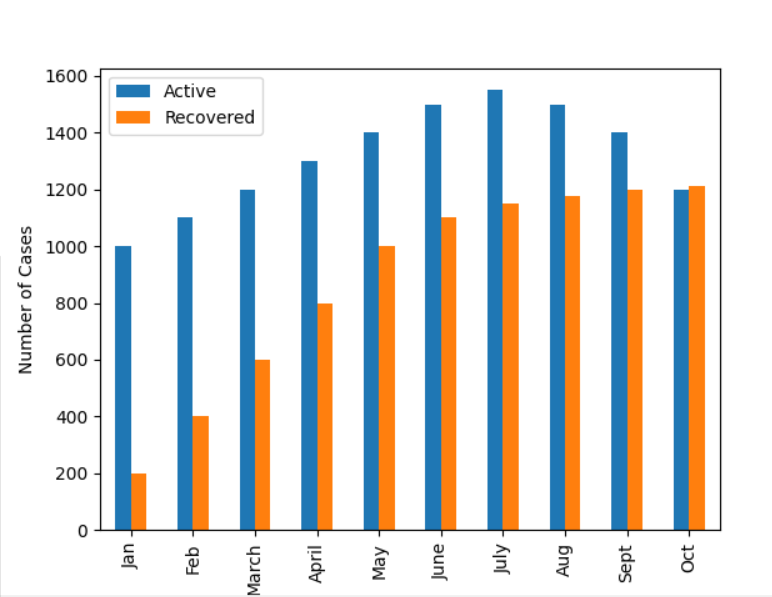 Active
Recovered
Number of Cases
1600
1400
1200
1000
800
600
400
200
0
Jan
Feb
March
April
May
June
July
Aug
Sept
Oct